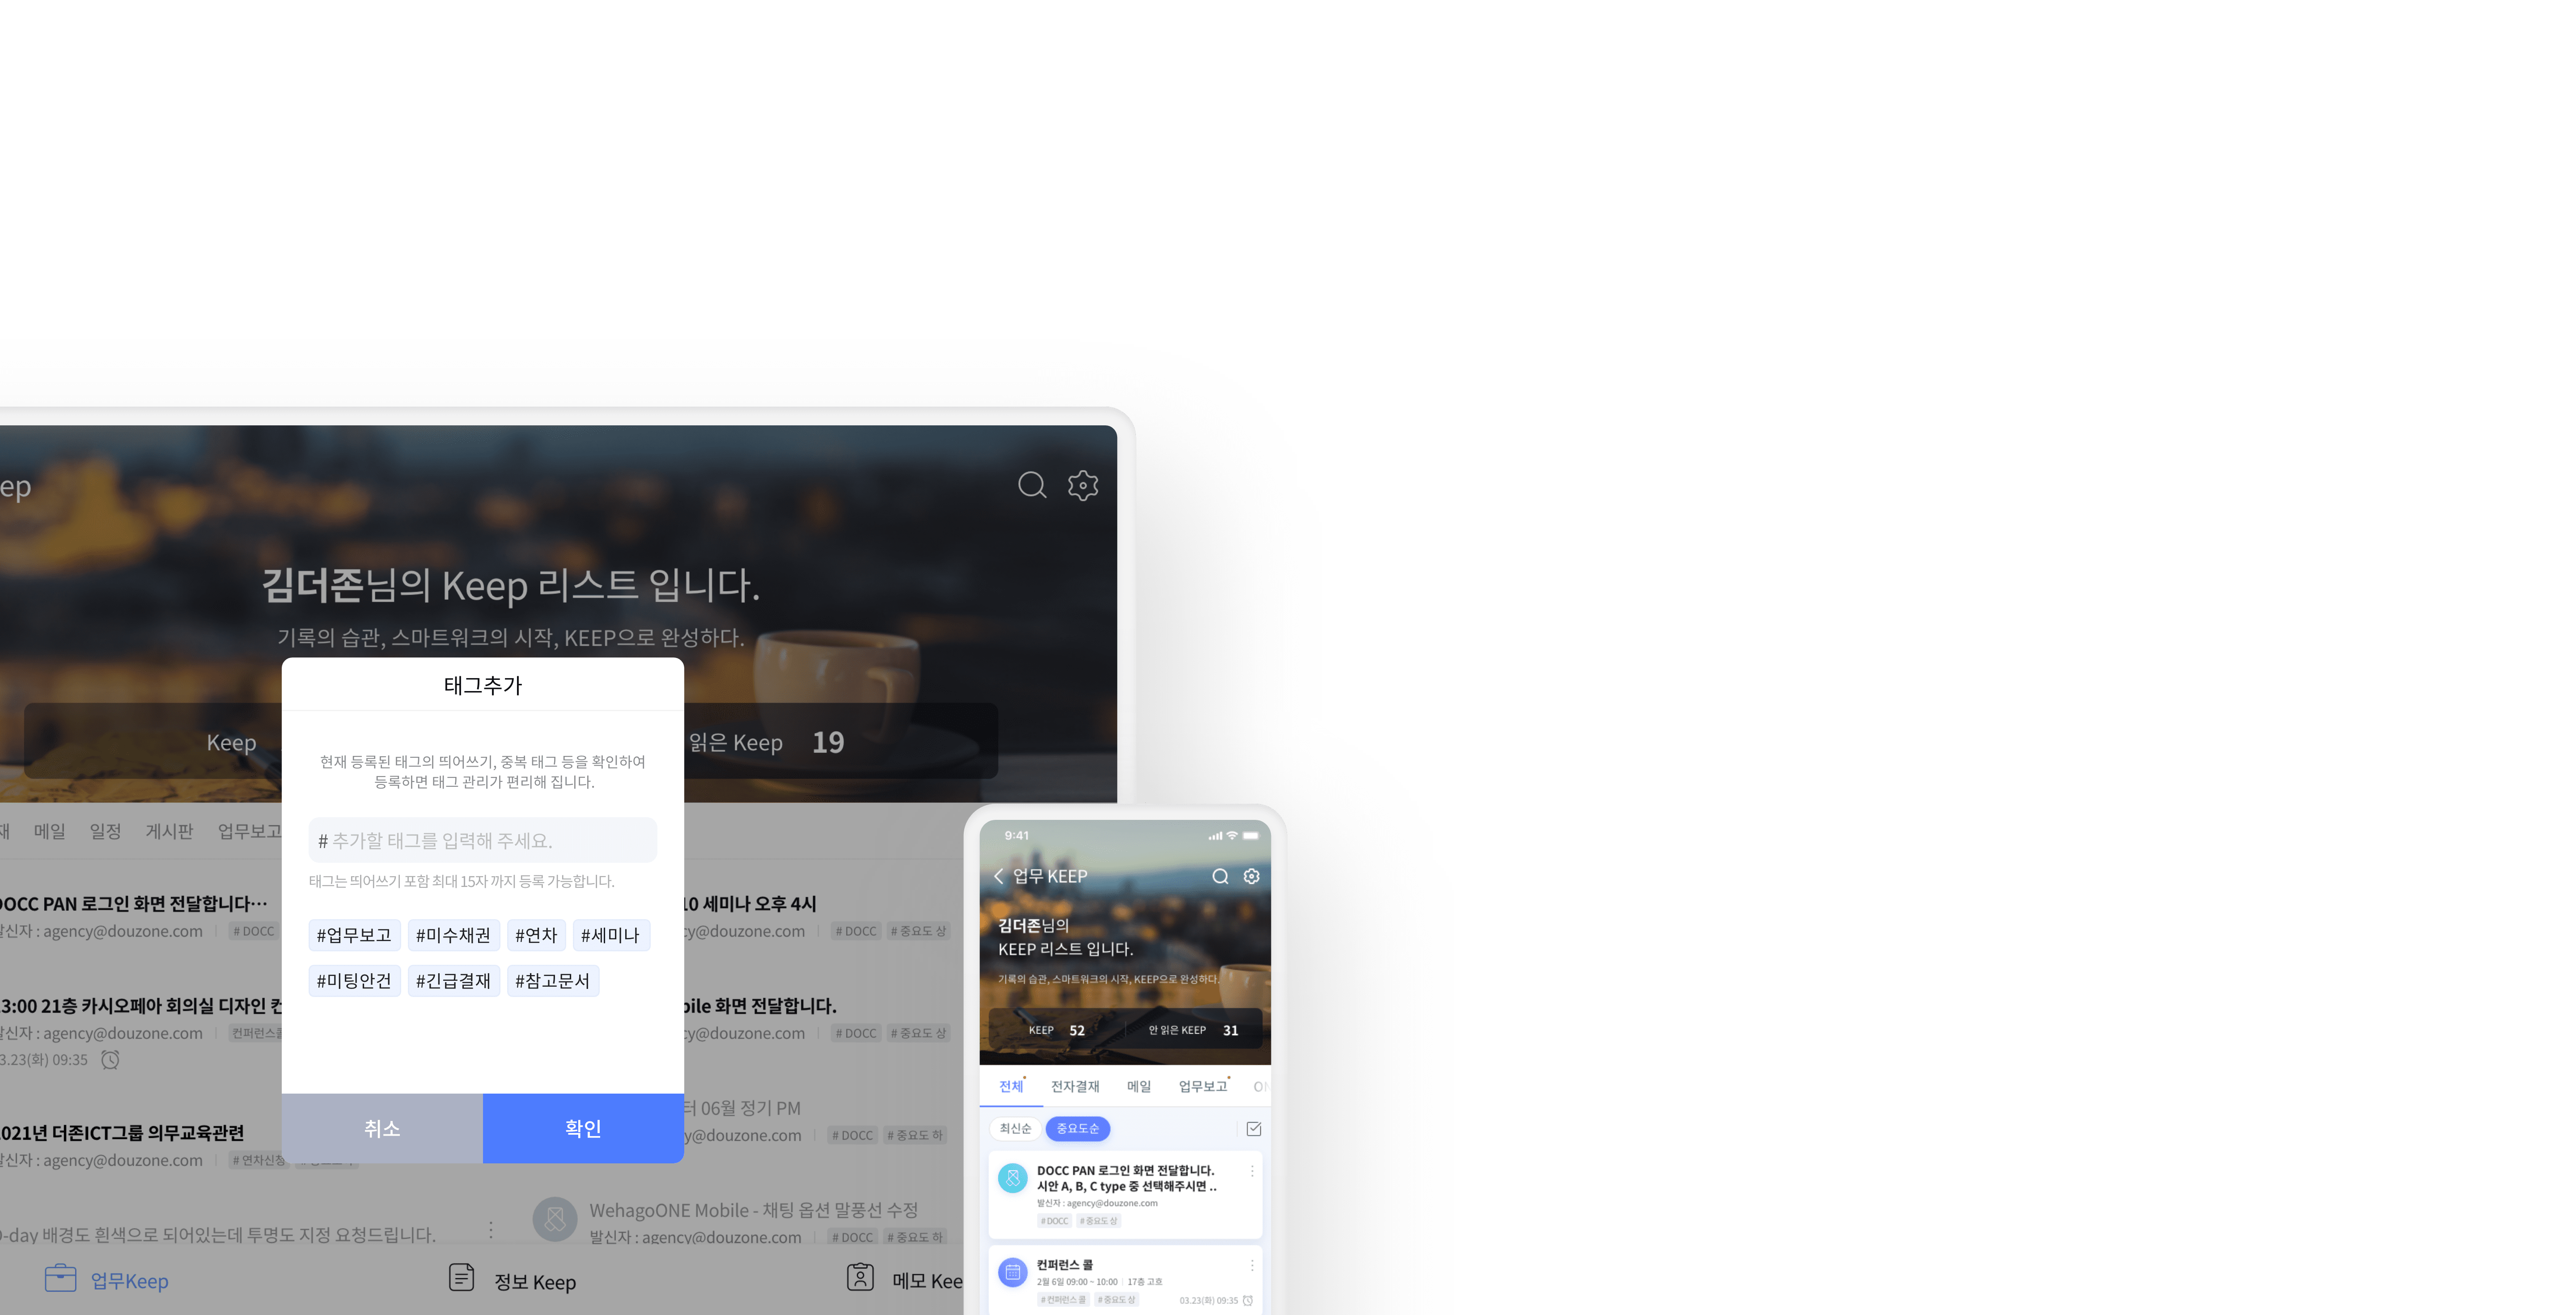 김더존님의 Keep 리스트 입니다.
기록의 습관, 스마트워크의 시작, KEEP으로 완성하다.
Keep
읽은 Keep 19
메일 일정 게시판 업무보고
DOCC PAN 로그인 화면 전달합니다…
발신자 : agency@douzone.com # DOCC
세미나 오후 4시
# DOCC # 중요도 상
3:00 21층 카시오페아 회의실 디자인
발신자 : agency@douzone.com 컨퍼런스콜
3.23(화) 09:35
화면 전달합니다.
# DOCC # 중요도 상
2021년 더존ICT그룹 의무교육관련
발신자 : agency@douzone.com # 연차신청
06월 정기 PM
# DOCC # 중요도 하
D-day 배경도 흰색으로 되어있는데 투명도 지정 요청드립니다.
WehagoONE Mobile - 채팅 옵션 말풍선 수정
발신자 : agency@douzone.com # DOCC # 중요도 하
업무Keep 정보 Keep 메모
태그추가
현재 등록된 태그의 띄어쓰기, 중복 태그 등을 확인하여
등록하면 태그 관리가 편리해 집니다.
# 추가할 태그를 입력해 주세요.
태그는 띄어쓰기 포함 최대 15자 까지 등록 가능합니다.
#업무보고 #미수채권 #연차 #세미나
#미팅안건 #긴급결재 #참고문서
취소 확인
9:41
업무 KEEP
김더존님의
KEEP 리스트 입니다.
기록의 습관, 스마트워크의 시작, KEEP으로 완성하다.
KEEP 52 안 읽은 KEEP 31
전체 전자결재 메일 업무보고
최신순 중요도순
DOCC PAN 로그인 화면 전달합니다.
시안 A, B, C type 중 선택해주시면 ..
발신자 : agency@douzone.com
# DOCC # 중요도 상
컨퍼런스 콜
2월 6일 09:00 ~ 10:00 17층 고흐
# 컨퍼런스 콜 # 중요도 상 03.23(화) 09:35